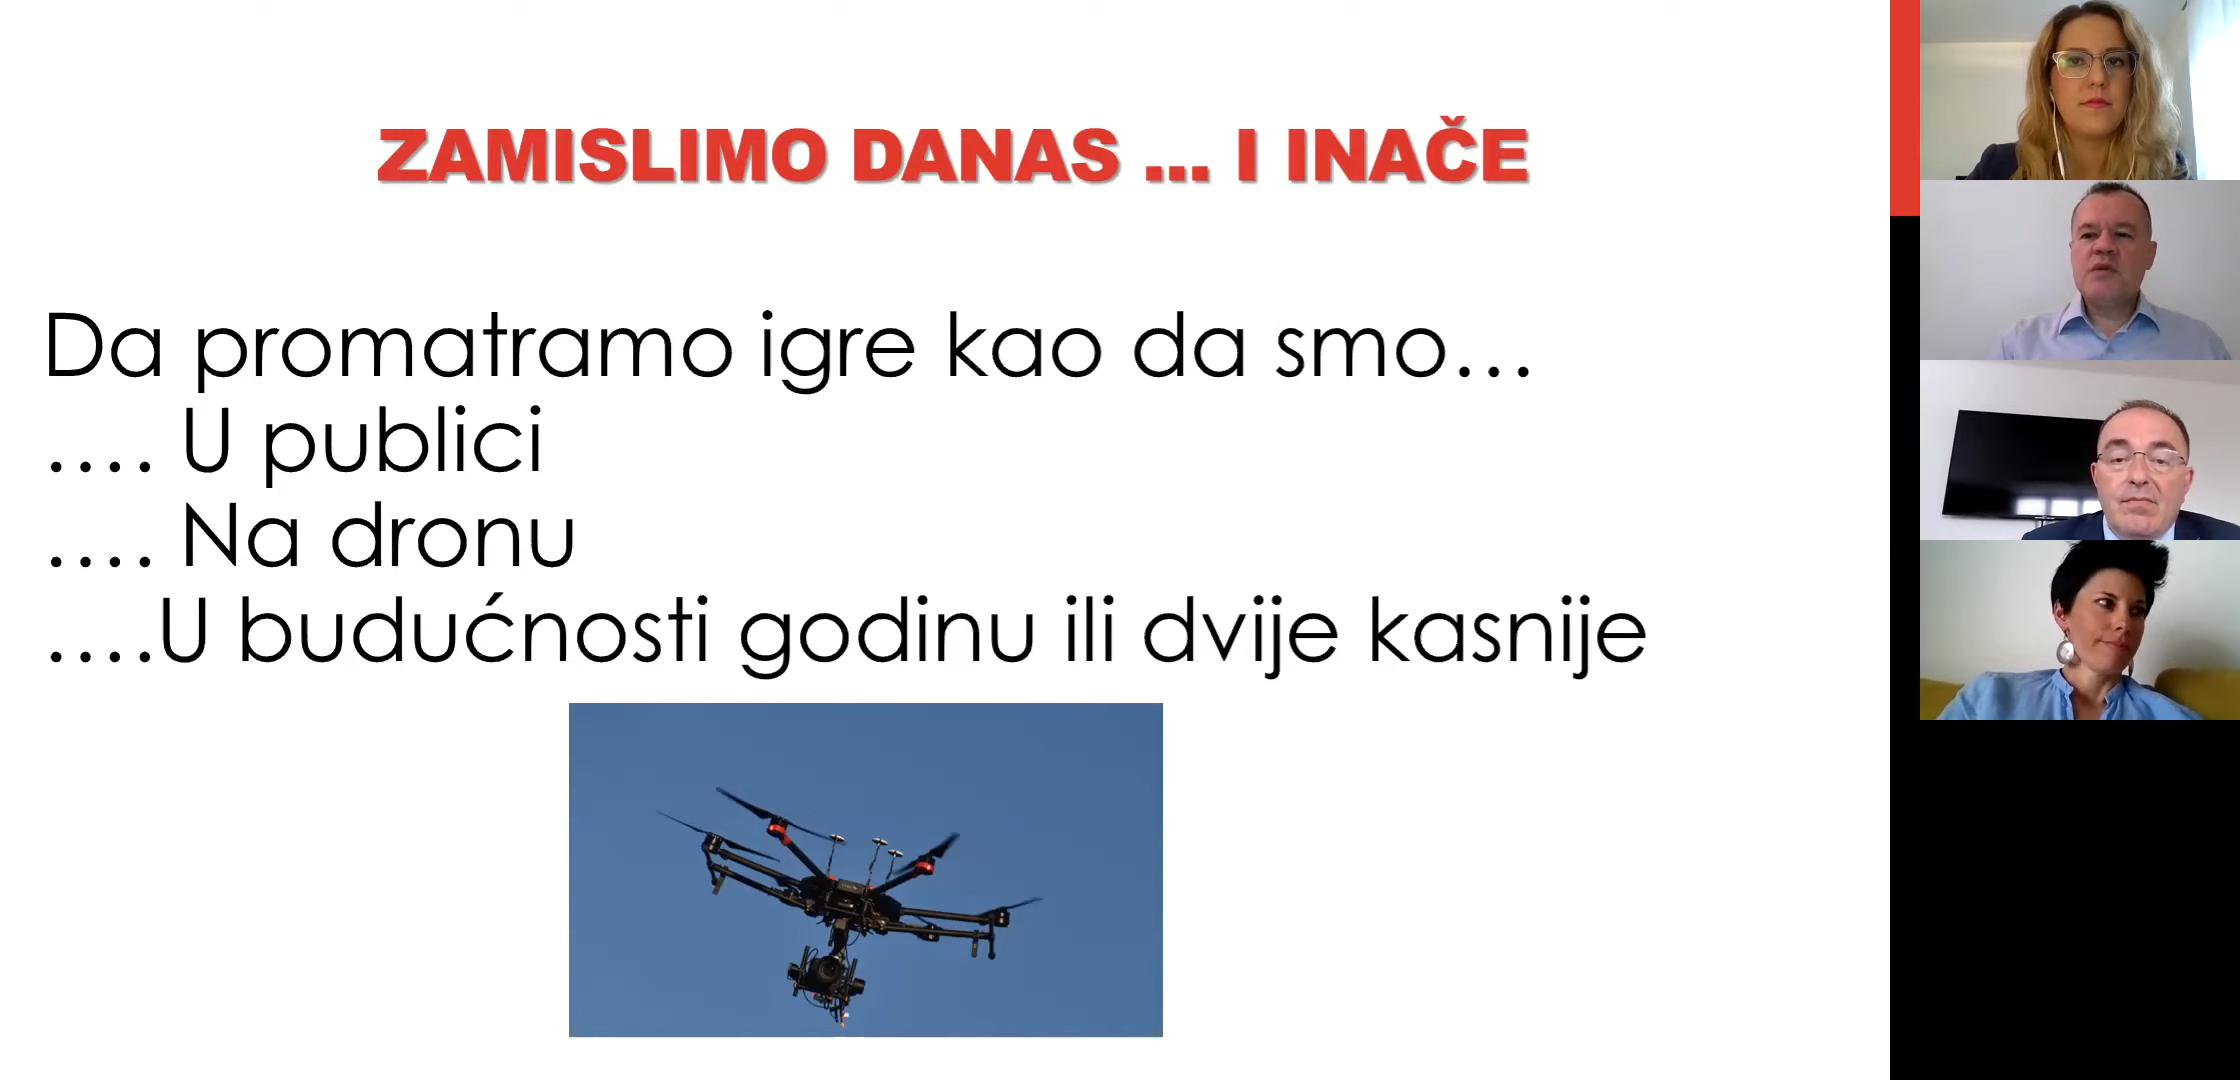 ZAMISLIMO DANAS ... I INAČE
Da promatramo igre kao da smo...
.... U publici
.... Na dronu
....U budućnosti godinu ili dvije kasnije